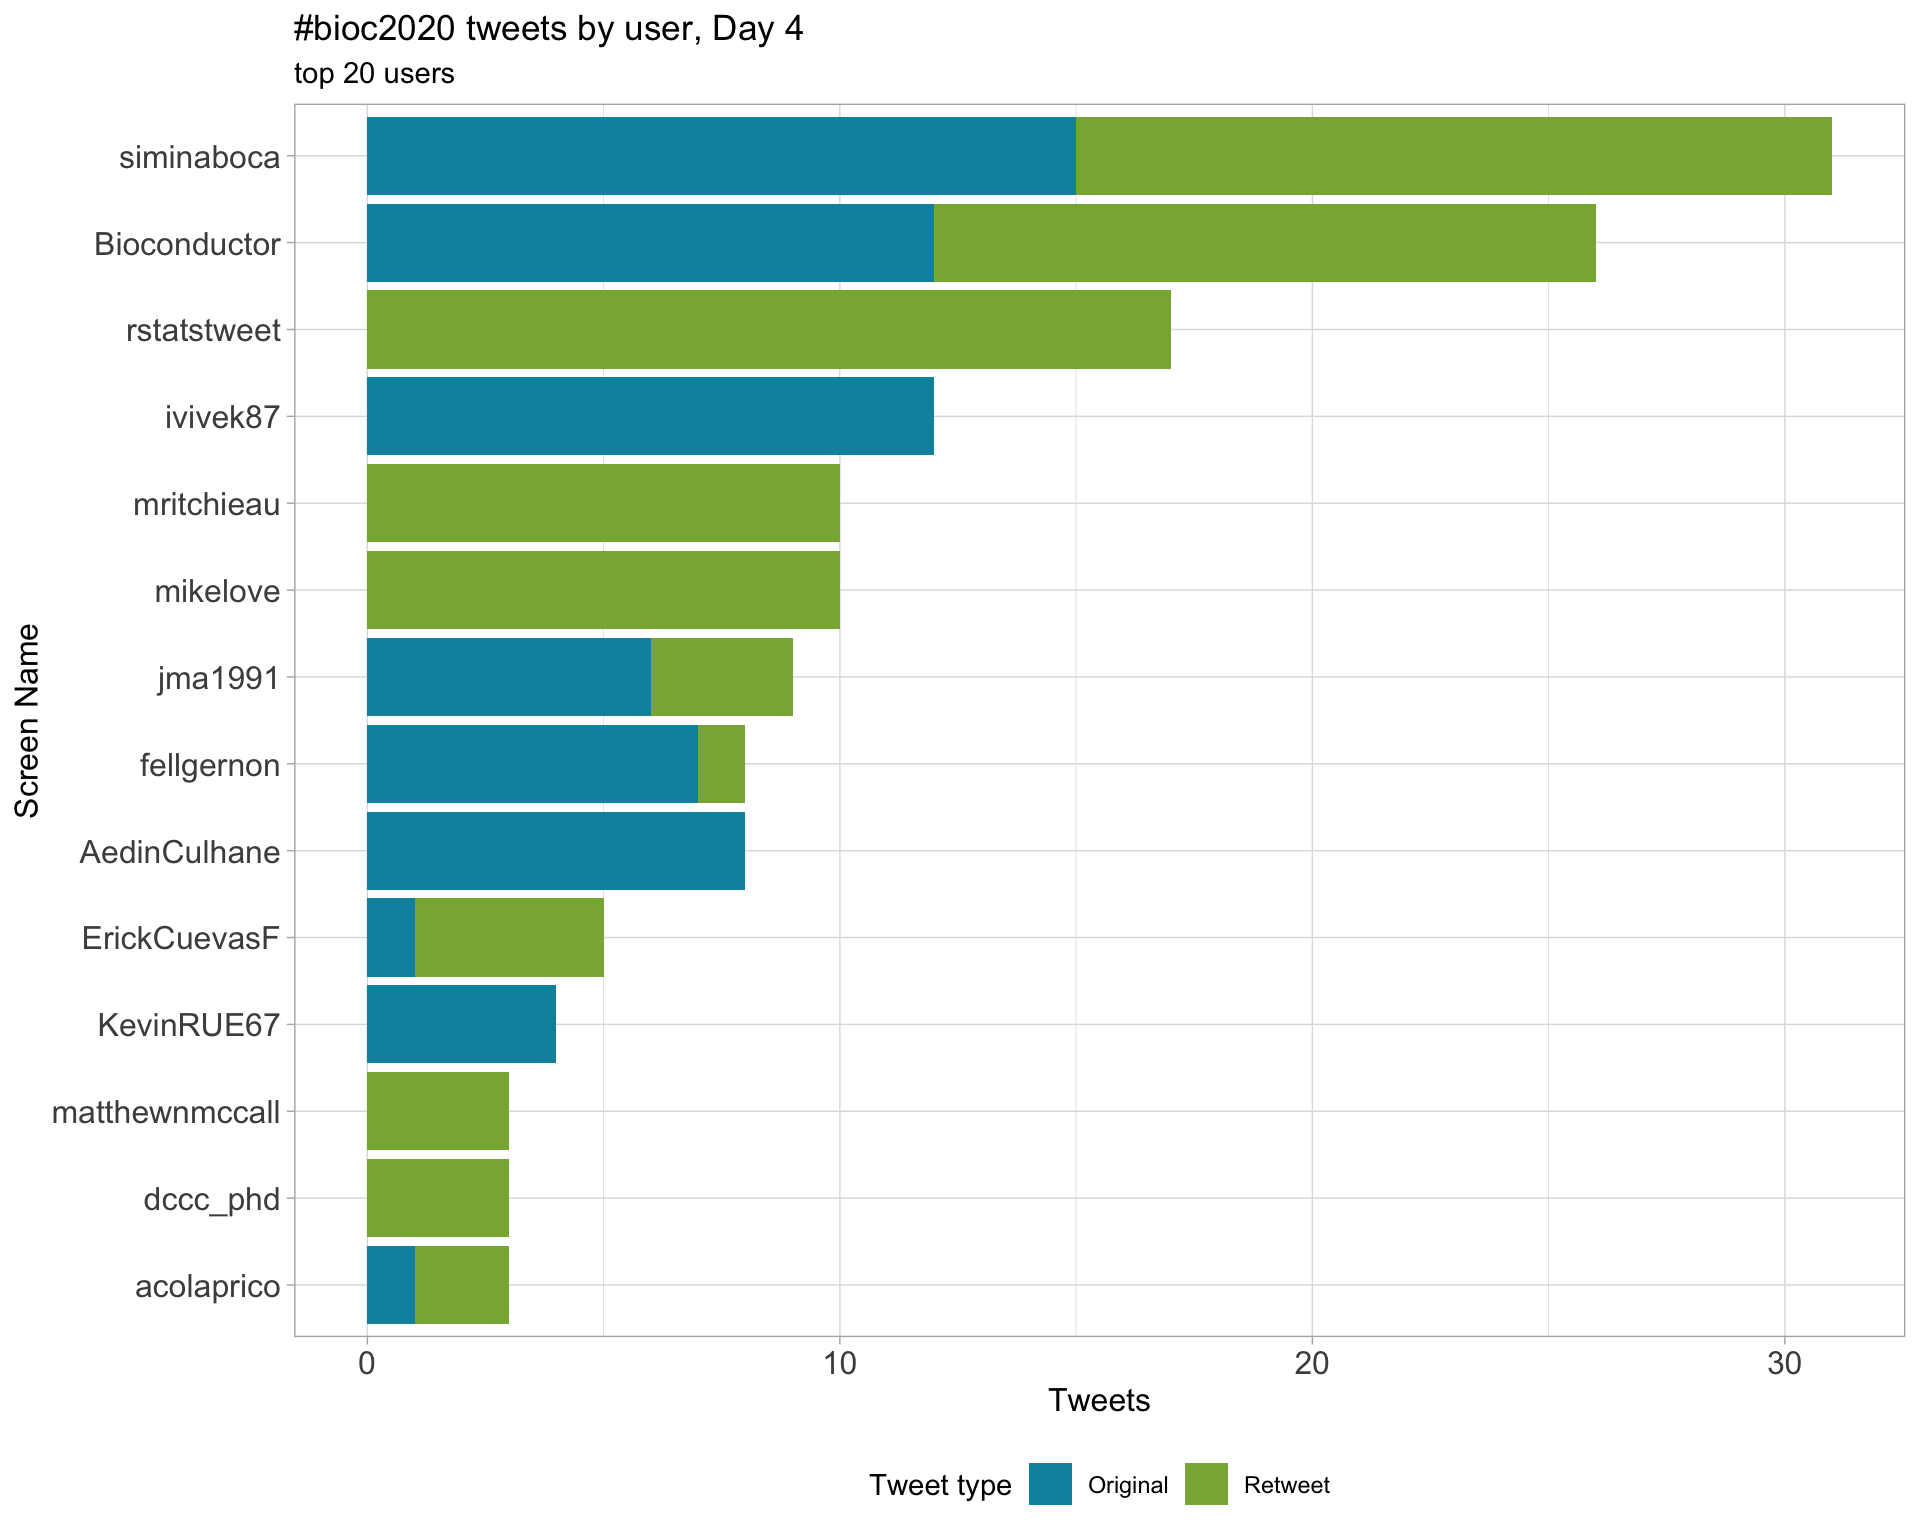 #bioc2020 tweets by user, Day 4
top 20 users
Screen Name
siminaboca
Bioconductor
rstatstweet
ivivek87
mritchieau
mikelove
jma1991
fellgernon
AedinCulhane
ErickCuevasF
KevinRUE67
matthewnmccall
dccc_phd
acolaprico
0 10 20 30
Tweets
Tweet type Original Retweet